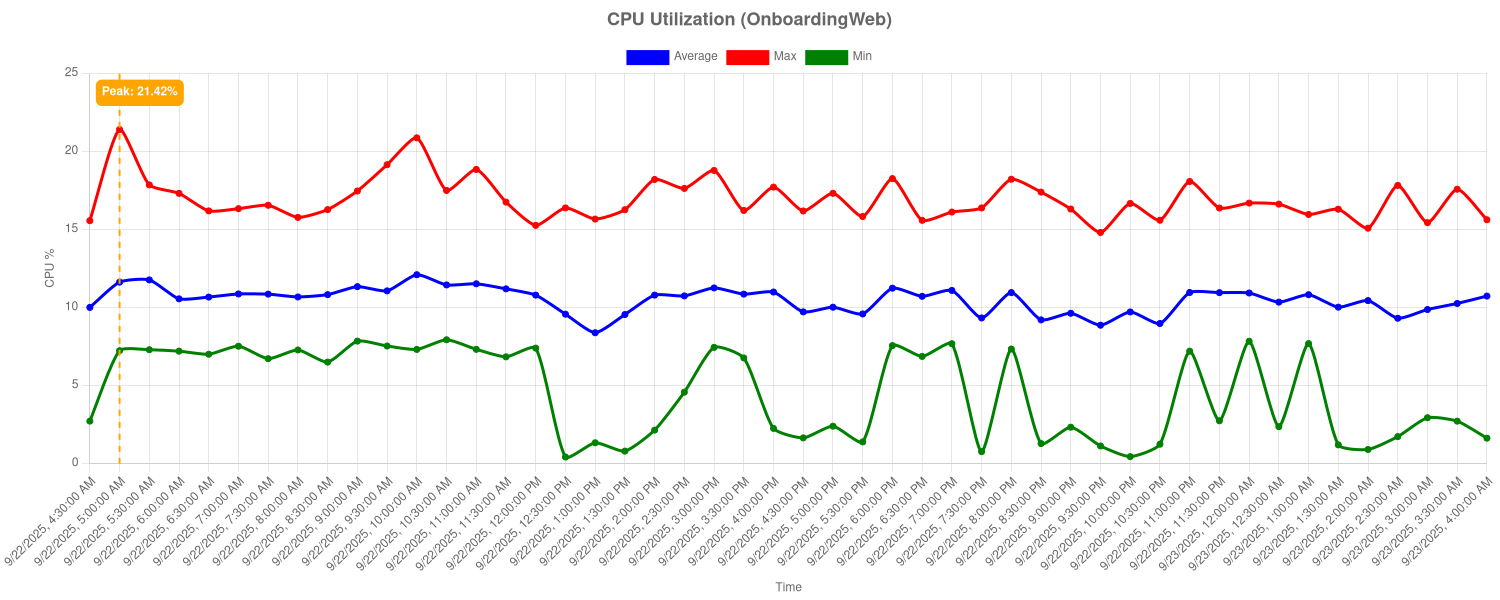 CPU Utilization (OnboardingWeb)
Average Max Min
25
Peak: 21.42%
20
15
CPU %
10
5
0
9/22/2025, 4:30:00 AM
9/22/2025, 5:00:00 AM
9/22/2025, 5:30:00 AM
9/22/2025, 6:00:00 AM
9/22/2025, 6:30:00 AM
9/22/2025, 7:00:00 AM
9/22/2025, 7:30:00 AM
9/22/2025, 8:00:00 AM
9/22/2025, 8:30:00 AM
9/22/2025, 9:00:00 AM
9/22/2025, 9:30:00 AM
9/22/2025, 10:00:00 AM
9/22/2025, 10:30:00 AM
9/22/2025, 11:00:00 AM
9/22/2025, 11:30:00 AM
9/22/2025, 12:00:00 PM
9/22/2025, 12:30:00 PM
9/22/2025, 1:00:00 PM
9/22/2025, 1:30:00 PM
9/22/2025, 2:00:00 PM
9/22/2025, 2:30:00 PM
9/22/2025, 3:00:00 PM
9/22/2025, 3:30:00 PM
9/22/2025, 4:00:00 PM
9/22/2025, 4:30:00 PM
9/22/2025, 5:00:00 PM
9/22/2025, 5:30:00 PM
9/22/2025, 6:00:00 PM
9/22/2025, 6:30:00 PM
9/22/2025, 7:00:00 PM
9/22/2025, 7:30:00 PM
9/22/2025, 8:00:00 PM
9/22/2025, 8:30:00 PM
9/22/2025, 9:00:00 PM
9/22/2025, 9:30:00 PM
9/22/2025, 10:00:00 PM
9/22/2025, 10:30:00 PM
9/22/2025, 11:00:00 PM
9/22/2025, 11:30:00 PM
9/23/2025, 12:00:00 AM
9/23/2025, 12:30:00 AM
9/23/2025, 1:00:00 AM
9/23/2025, 1:30:00 AM
9/23/2025, 2:00:00 AM
9/23/2025, 2:30:00 AM
9/23/2025, 3:00:00 AM
9/23/2025, 3:30:00 AM
9/23/2025, 4:00:00 AM
Time